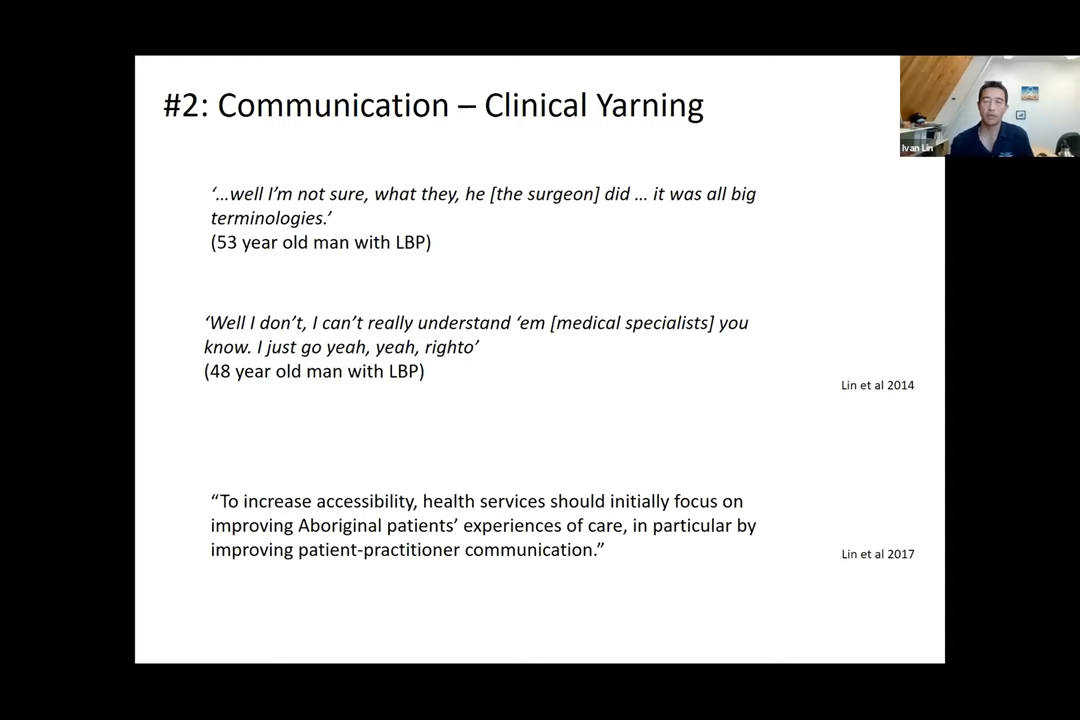 #2: Communication – Clinical Yarning
Ivan Lin
‘…well I’m not sure, what they, he [the surgeon] did … it was all big
terminologies.’
(53 year old man with LBP)
‘Well I don’t, I can’t really understand ‘em [medical specialists] you
know. I just go yeah, yeah, righto’
(48 year old man with LBP)
Lin et al 2014
“To increase accessibility, health services should initially focus on
improving Aboriginal patients’ experiences of care, in particular by
improving patient-practitioner communication.”
Lin et al 2017